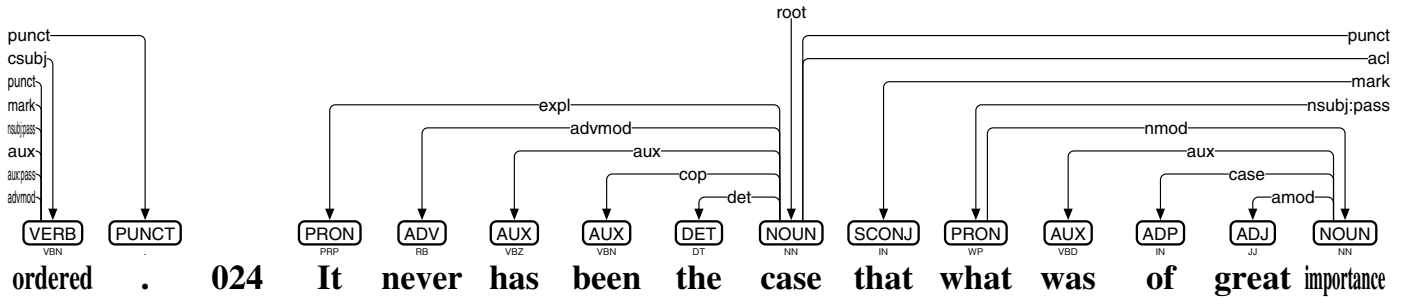 root
punct punct
csubj acl
punct mark
mark expl nsubj:pass
nsubj:pass advmod nmod
aux aux aux
aux:pass cop case
advmod det amod
VERB PUNCT PRON ADV AUX AUX DET NOUN SCONJ PRON AUX ADP ADJ NOUN
VBN . PRP RB VBZ VBN DT NN IN WP VBD IN JJ NN
ordered . 024 It never has been the case that what was of great importance